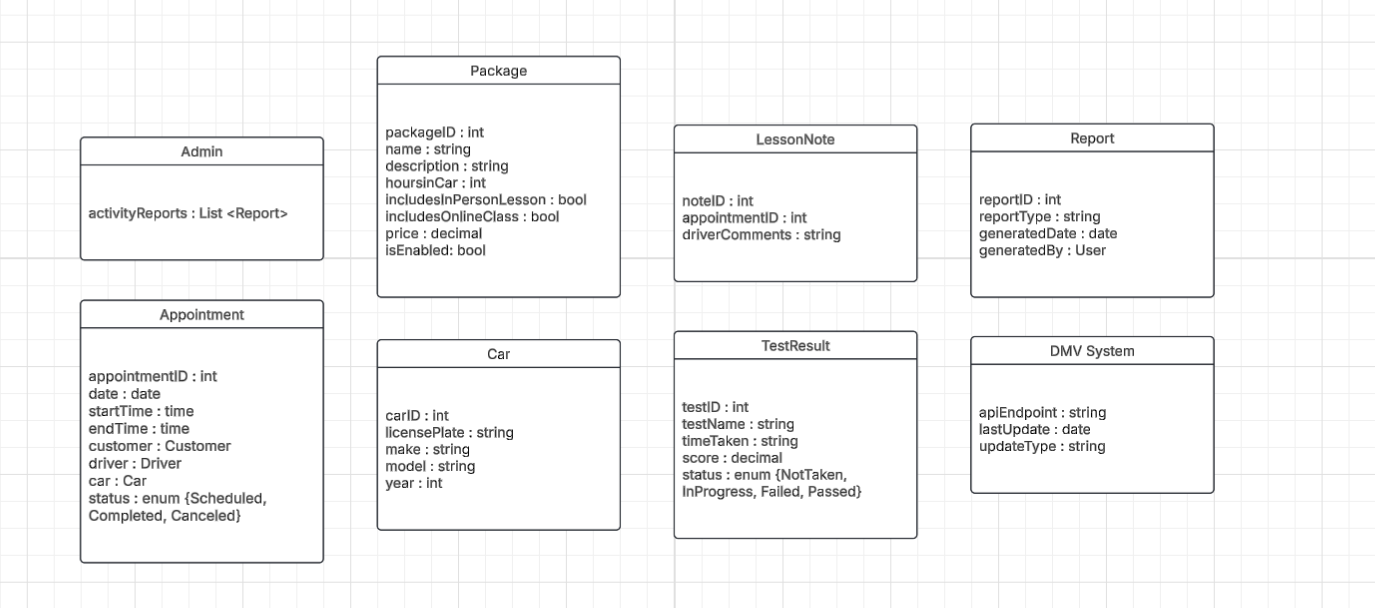 Admin
activityReports : List <Report>
Package
packageID : int
name : string
description : string
hoursinCar : int
includesInPersonLesson : bool
includesOnlineClass : bool
price : decimal
isEnabled: bool
LessonNote
noteID : int
appointmentID : int
driverComments : string
Report
reportID : int
reportType : string
generatedDate : date
generatedBy : User
Appointment
appointmentID : int
date : date
startTime : time
endTime : time
customer : Customer
driver : Driver
car : Car
status : enum {Scheduled,
Completed, Canceled}
Car
carID : int
licensePlate : string
make : string
model : string
year : int
TestResult
testID : int
testName : string
timeTaken : string
score : decimal
status : enum {NotTaken,
InProgress, Failed, Passed}
DMV System
apiEndpoint : string
lastUpdate : date
updateType : string